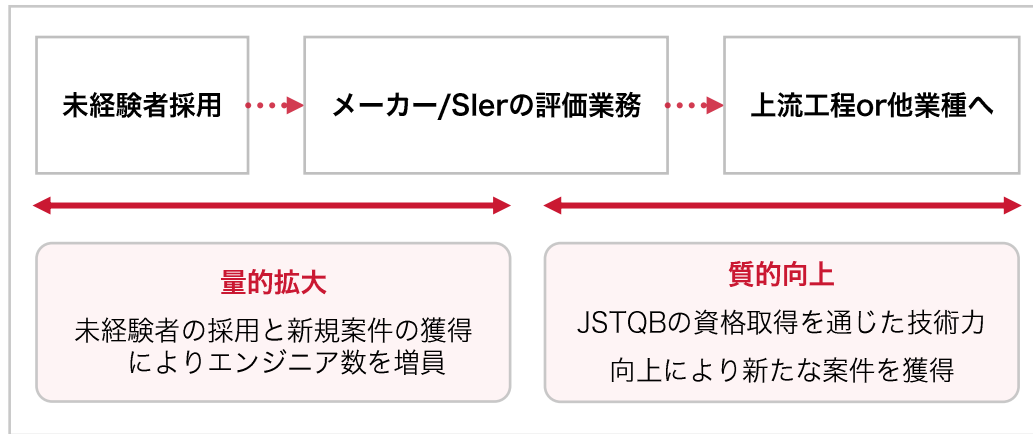 未経験者採用
メーカー/SIerの評価業務
上流工程or他業種へ
量的拡大
未経験者の採用と新規案件の獲得
によりエンジニア数を増員
質的向上
JSTQBの資格取得を通じた技術力
向上により新たな案件を獲得